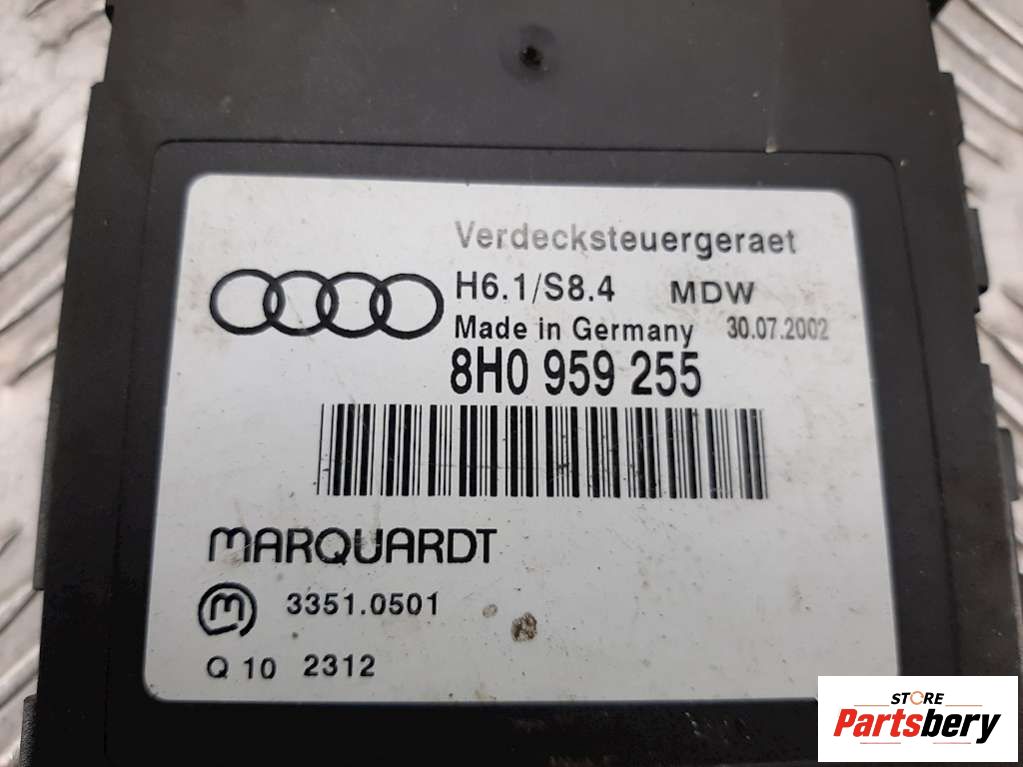 Verdecksteuergeraet
H6.1/S8.4 MDW
Made in Germany 30.07.2002
8H0 959 255
MARQUARDT
m 3351.0501
Q 10 2312
STORE
Partsbery